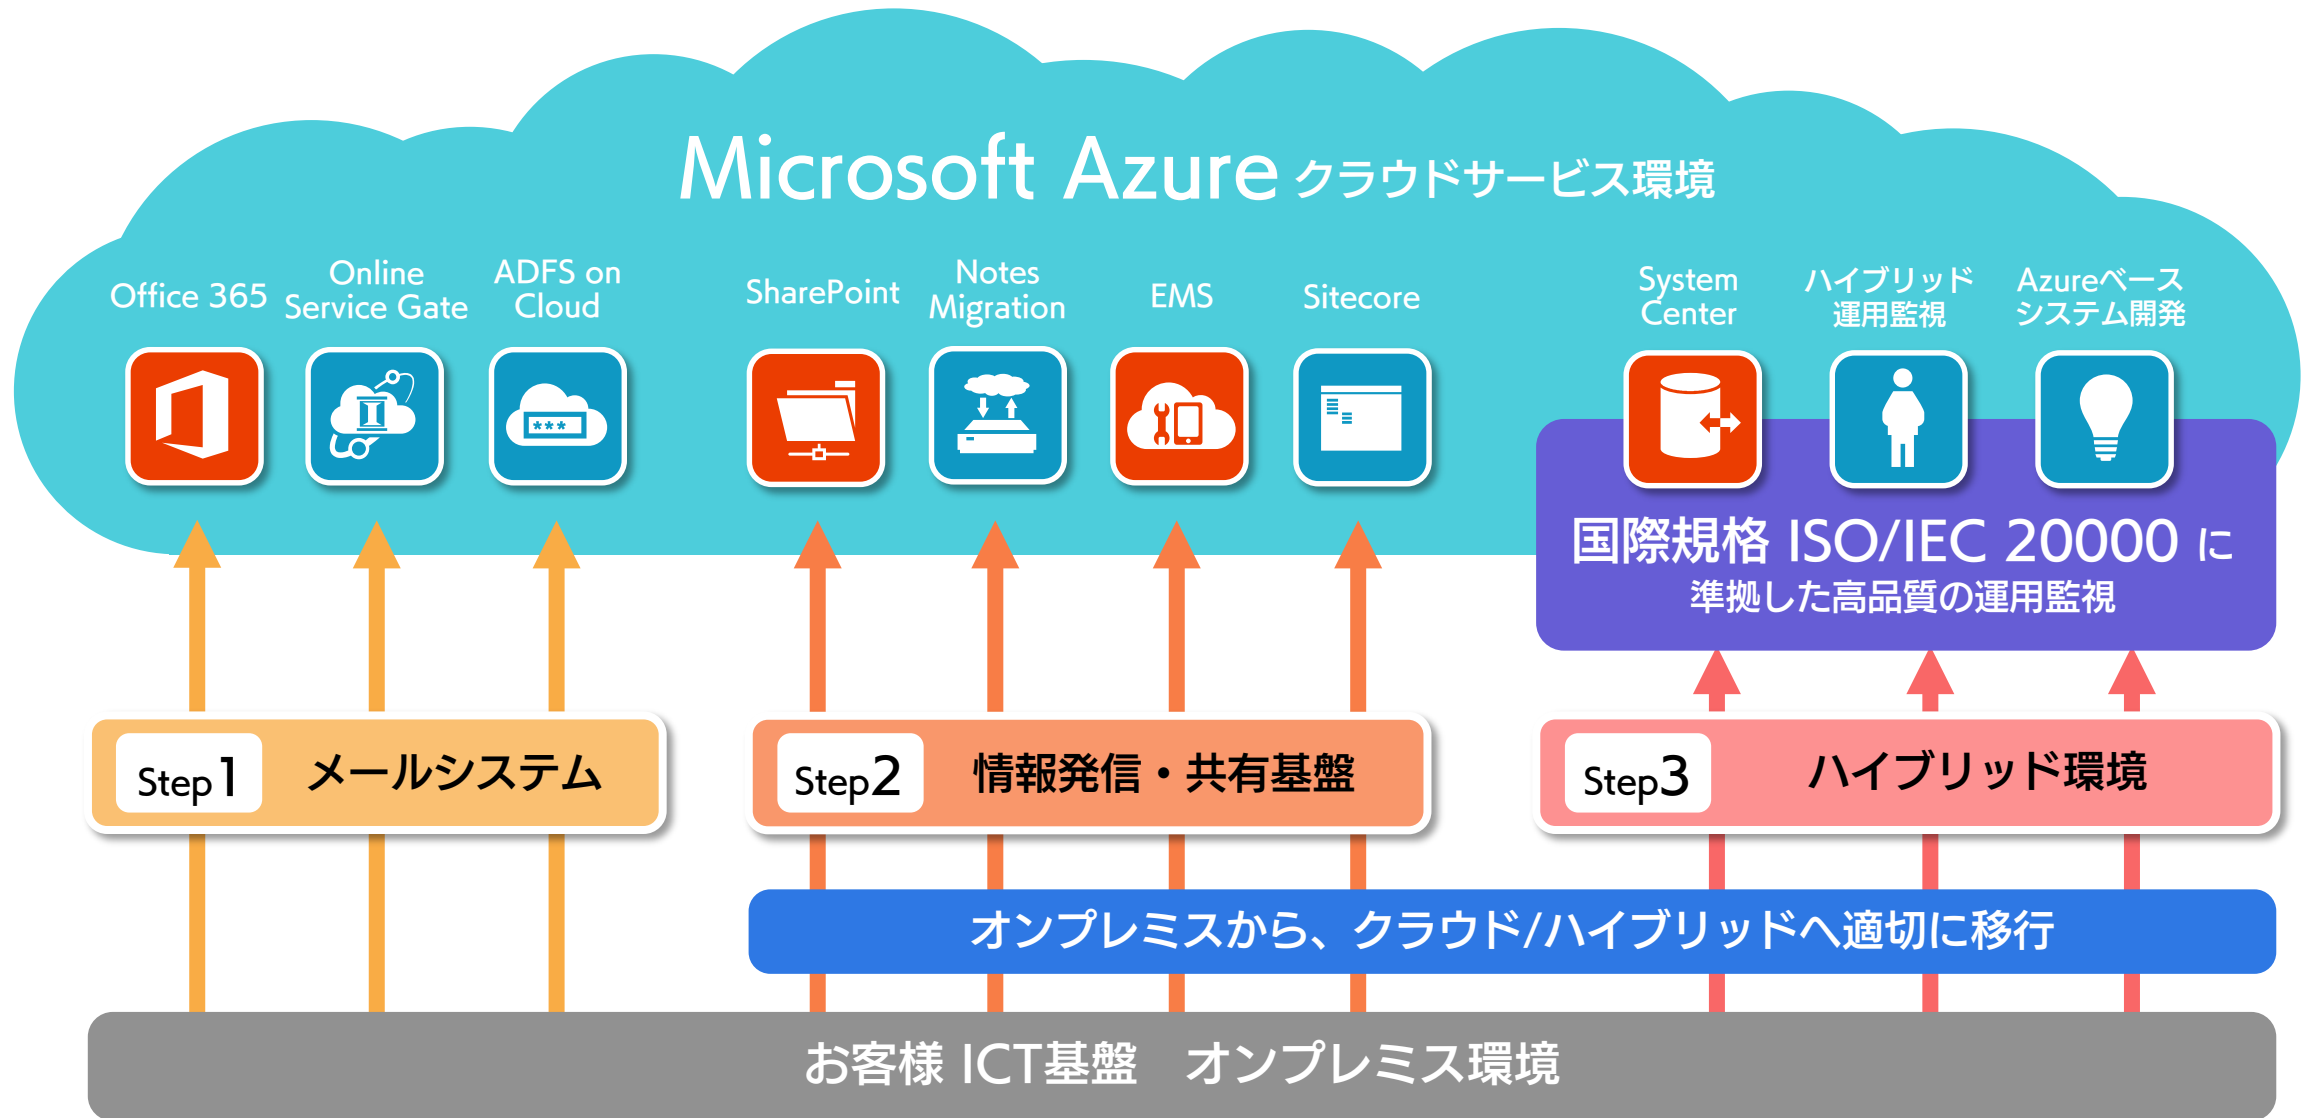 Microsoft Azure クラウドサービス環境
Office 365
Online
Service Gate
ADFS on
Cloud
SharePoint
Notes
Migration
EMS
Sitecore
System
Center
ハイブリッド
運用監視
Azureベース
システム開発
***
国際規格 ISO/IEC 20000 に
準拠した高品質の運用監視
Step1 メールシステム
Step2 情報発信・共有基盤
Step3 ハイブリッド環境
オンプレミスから、クラウド/ハイブリッドへ適切に移行
お客様 ICT基盤　オンプレミス環境